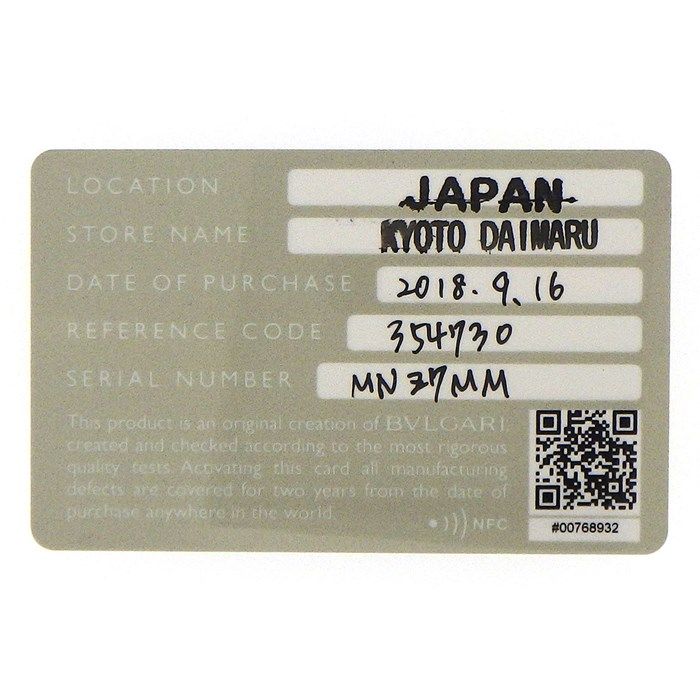 LOCATION JAPAN
STORE NAME KYOTO DAIMARU
DATE OF PURCHASE 2018.9.16
REFERENCE CODE 354730
SERIAL NUMBER MNZ7MM
This product is an original creation of BVLGARI,
created and checked according to the most rigorous
quality tests. Activating this card all manufacturing
defects are covered for two years from the date of
purchase anywhere in the world.
NFC
#00768932